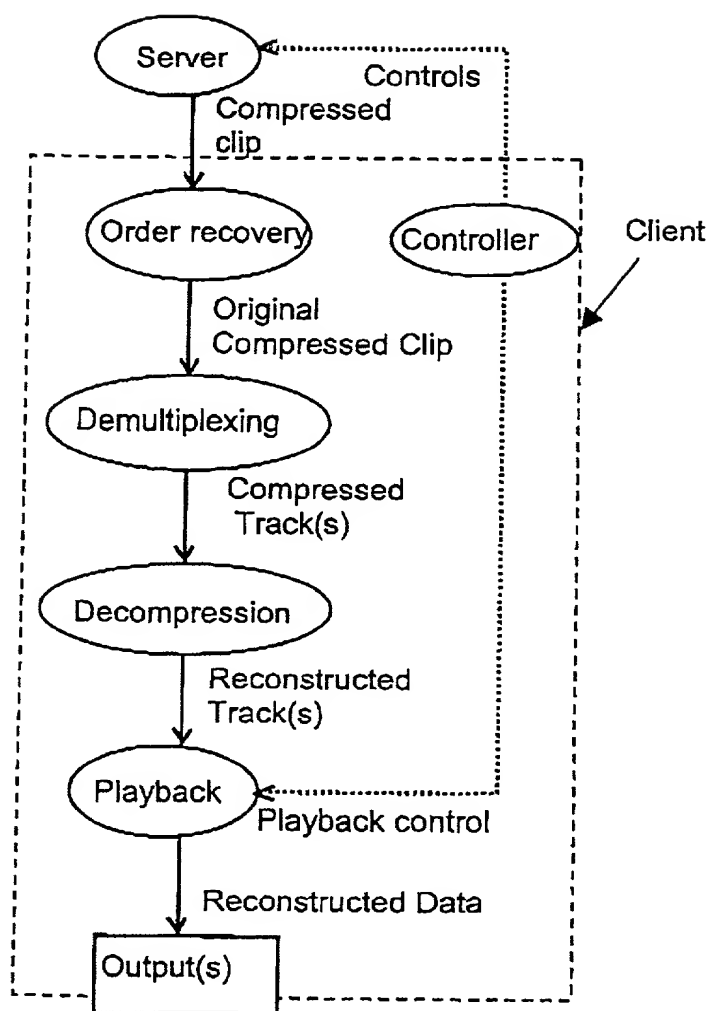 Server
Controls
Compressed
clip
Order recovery
Controller
Client
Original
Compressed Clip
Demultiplexing
Compressed
Track(s)
Decompression
Reconstructed
Track(s)
Playback
Playback control
Reconstructed Data
Output(s)